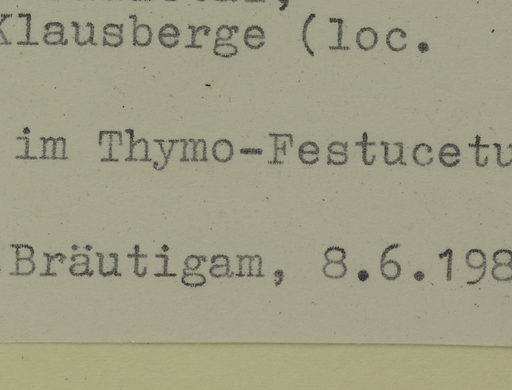 Klausberge (loc.
im Thymo-Festucetu
.Bräutigam, 8.6.198